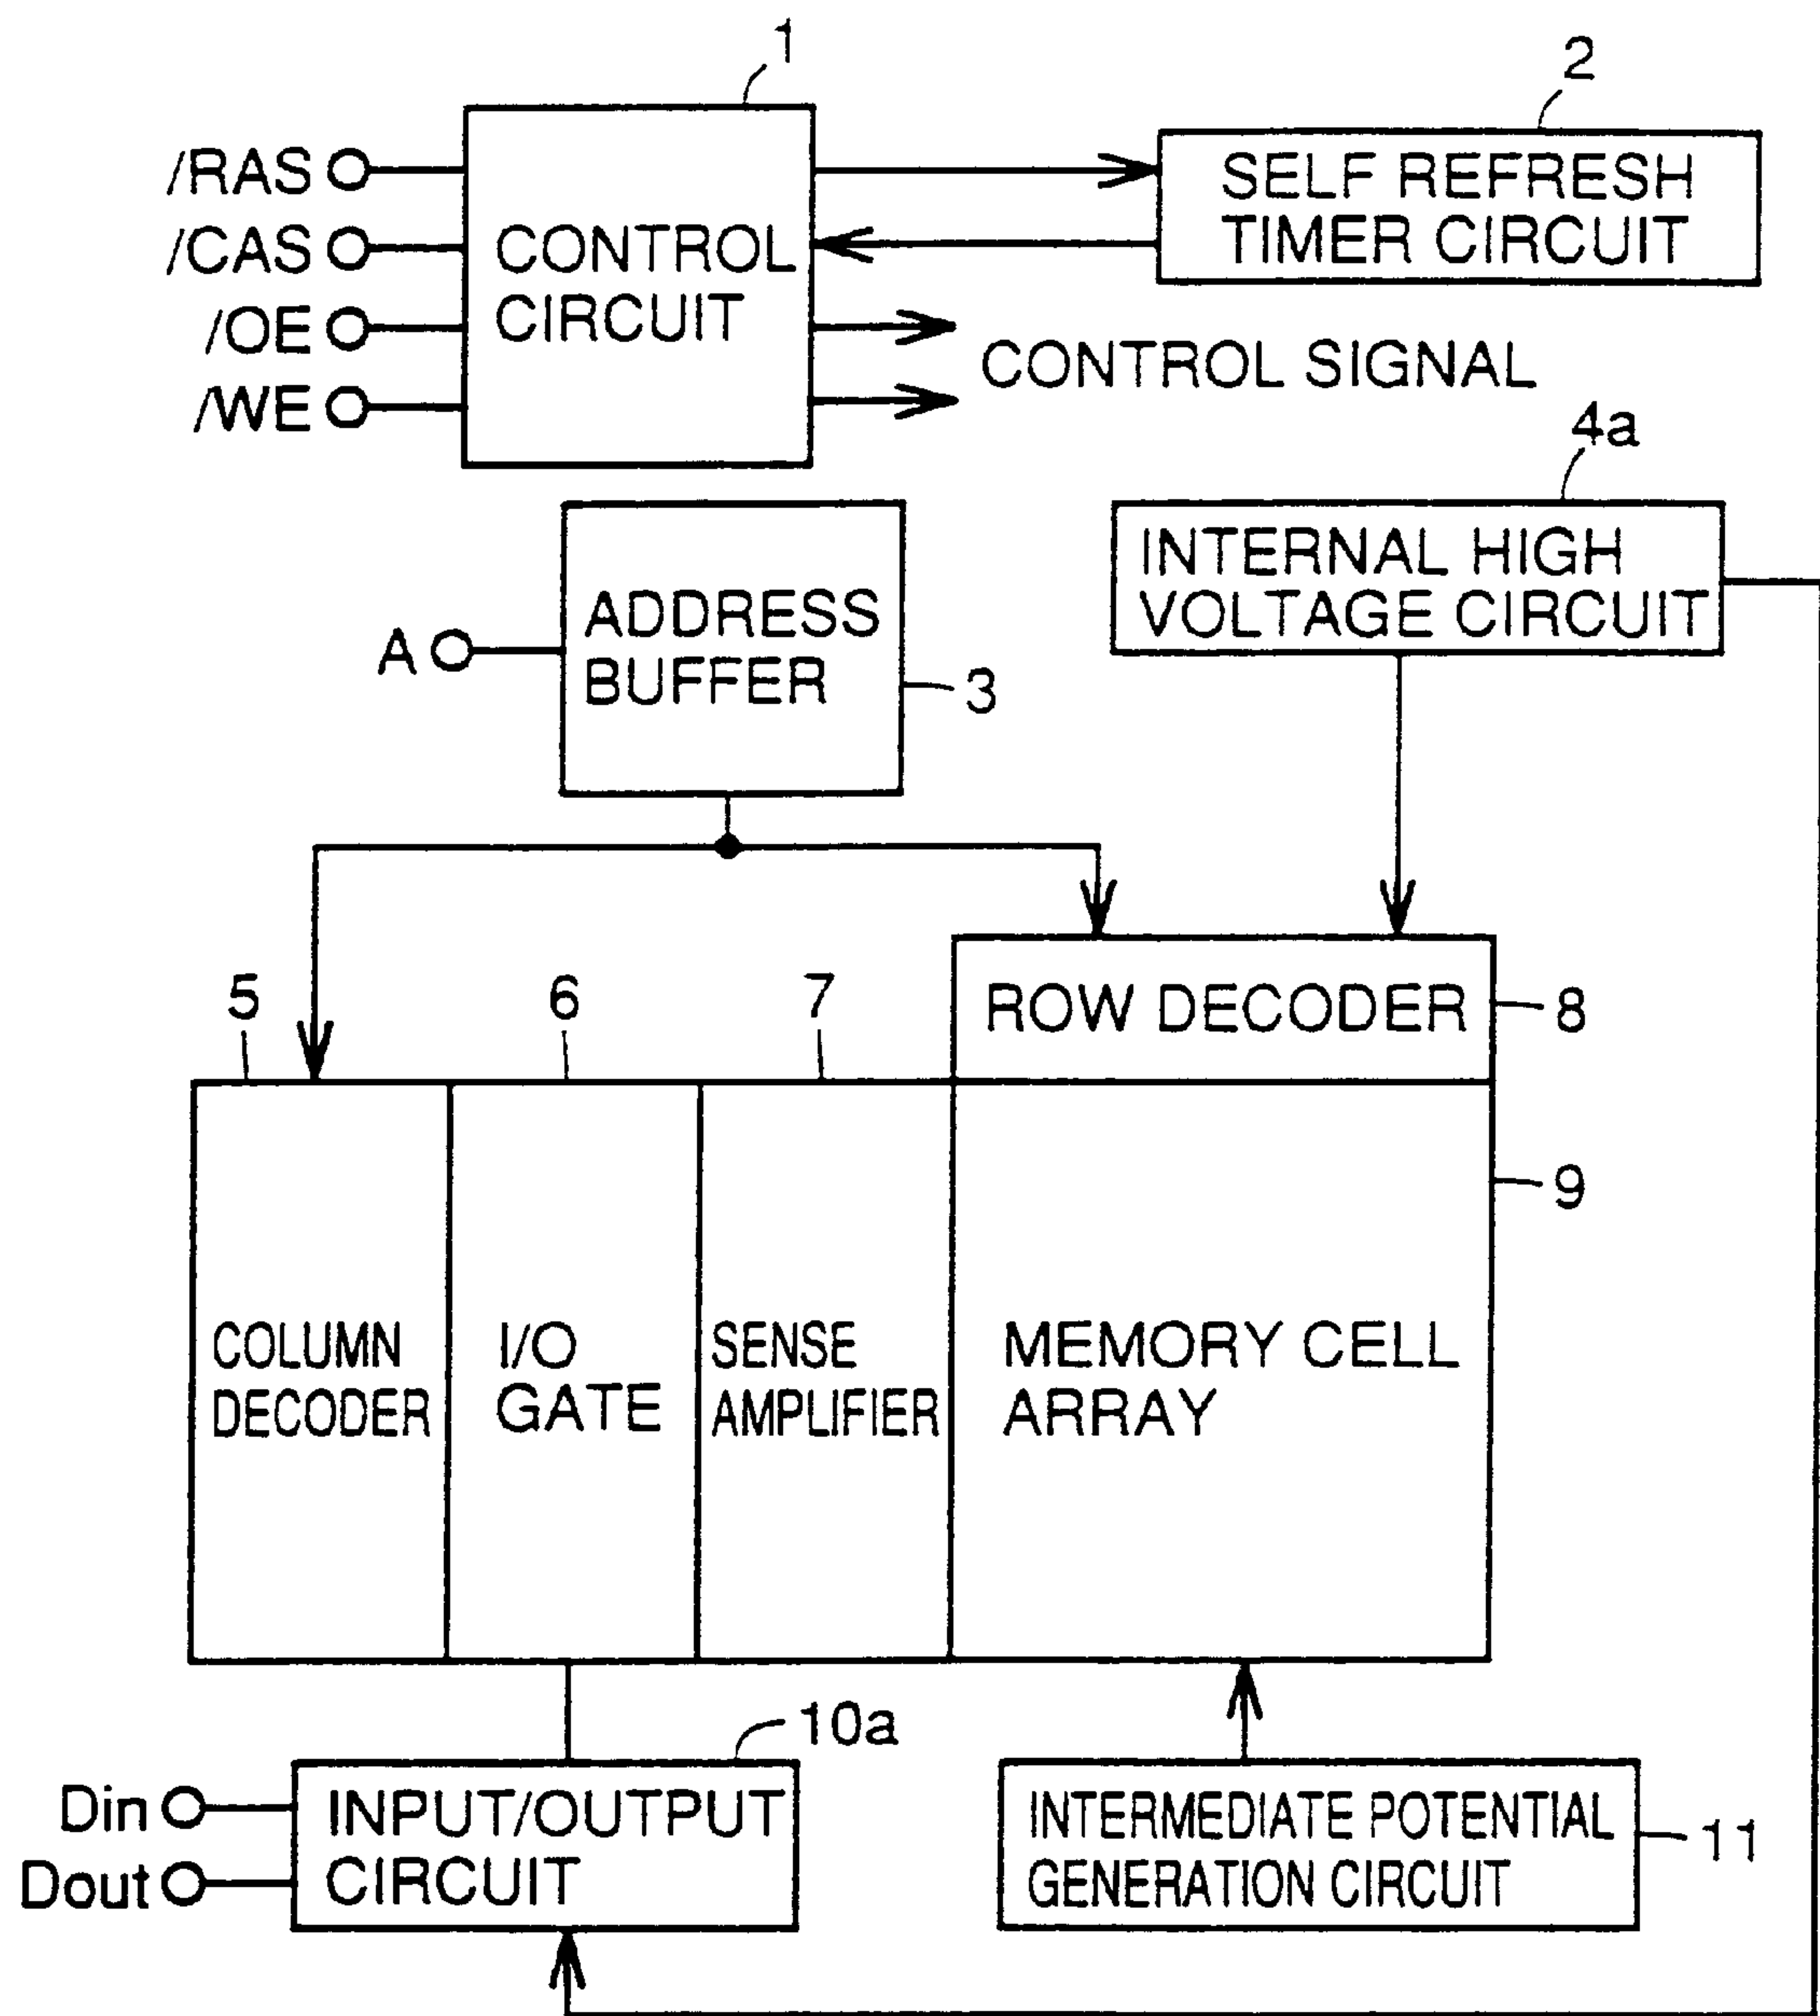 1
2
/RAS
/CAS
/OE
/WE
CONTROL
CIRCUIT
SELF REFRESH
TIMER CIRCUIT
CONTROL SIGNAL
4a
A
ADDRESS
BUFFER
3
INTERNAL HIGH
VOLTAGE CIRCUIT
5
6
7
ROW DECODER
8
9
COLUMN
DECODER
I/O
GATE
SENSE
AMPLIFIER
MEMORY CELL
ARRAY
10a
Din
Dout
INPUT/OUTPUT
CIRCUIT
INTERMEDIATE POTENTIAL
GENERATION CIRCUIT
11